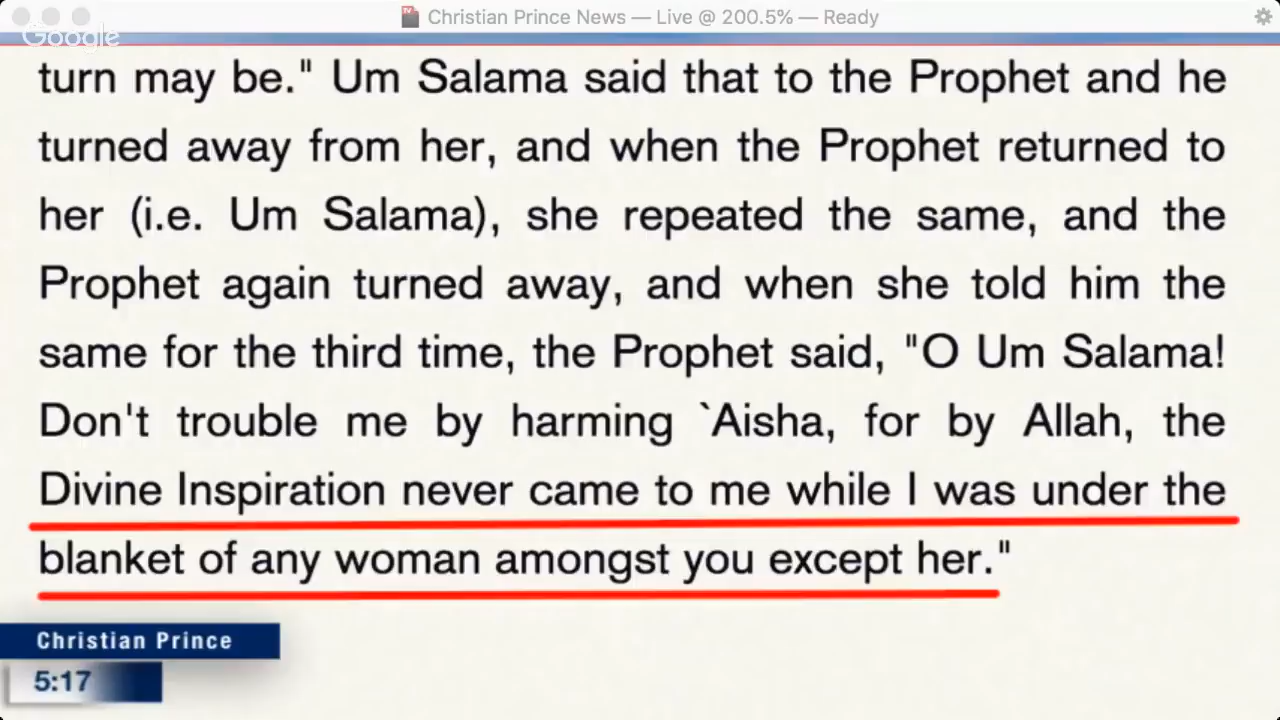 Christian Prince News — Live @ 200.5% — Ready
Google
turn may be." Um Salama said that to the Prophet and he
turned away from her, and when the Prophet returned to
her (i.e. Um Salama), she repeated the same, and the
Prophet again turned away, and when she told him the
same for the third time, the Prophet said, "O Um Salama!
Don't trouble me by harming `Aisha, for by Allah, the
Divine Inspiration never came to me while I was under the
blanket of any woman amongst you except her."
Christian Prince
5:17